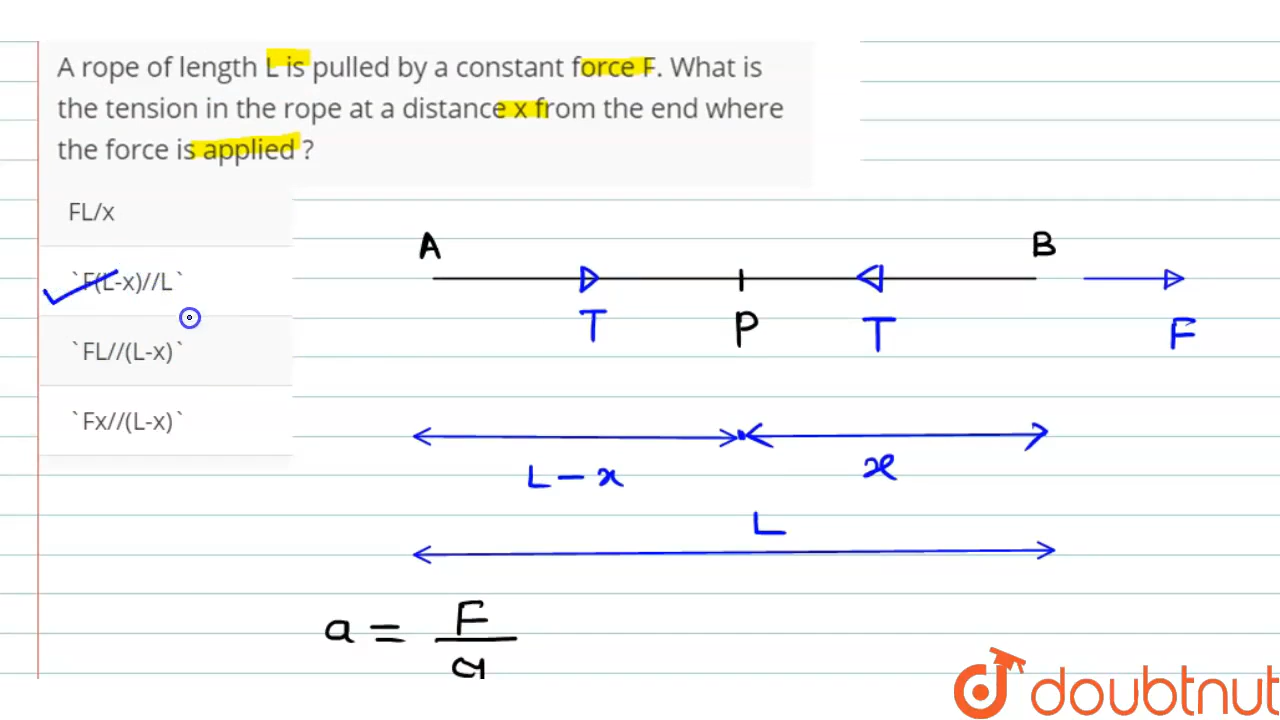 A rope of length L is pulled by a constant force F. What is
the tension in the rope at a distance x from the end where
the force is applied ?
FL/x
`F(L-x)//L`
`FL//(L-x)`
`Fx//(L-x)`
A B
T P T F
L - x x
L
a = F
doubtnut